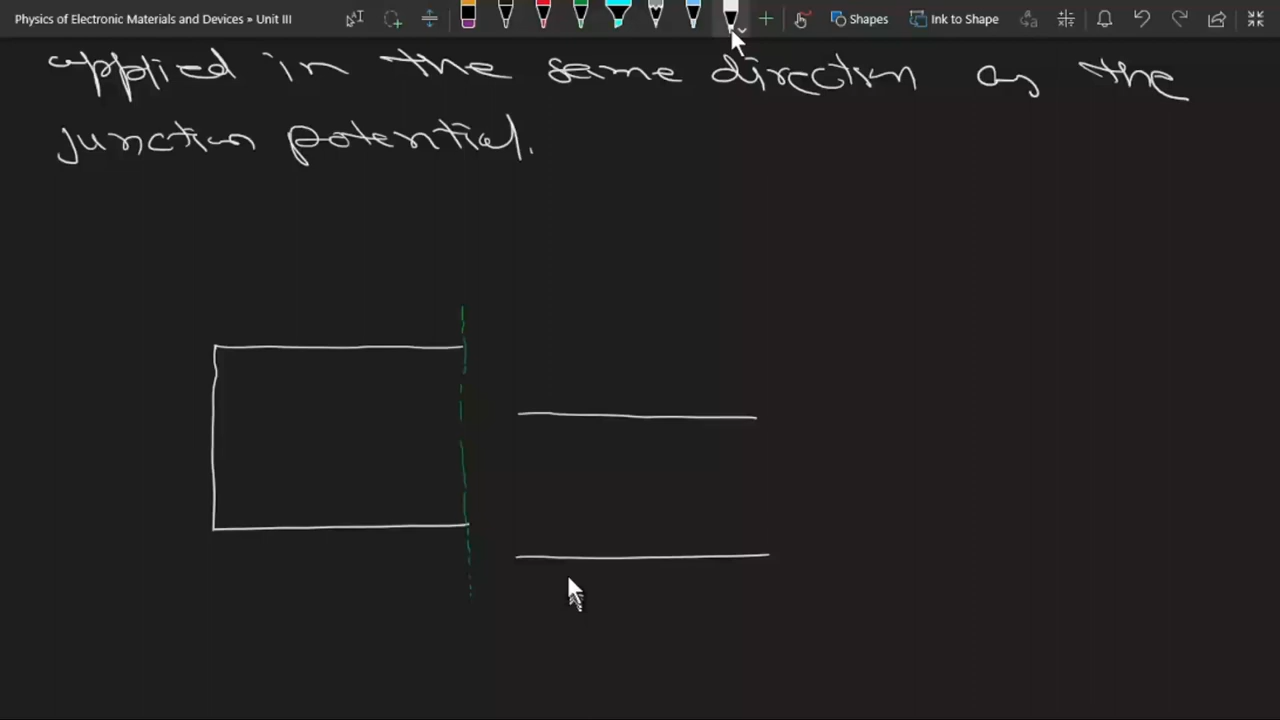 Physics of Electronic Materials and Devices » Unit III
Shapes
Ink to Shape
applied in the same direction as the
junction potential.